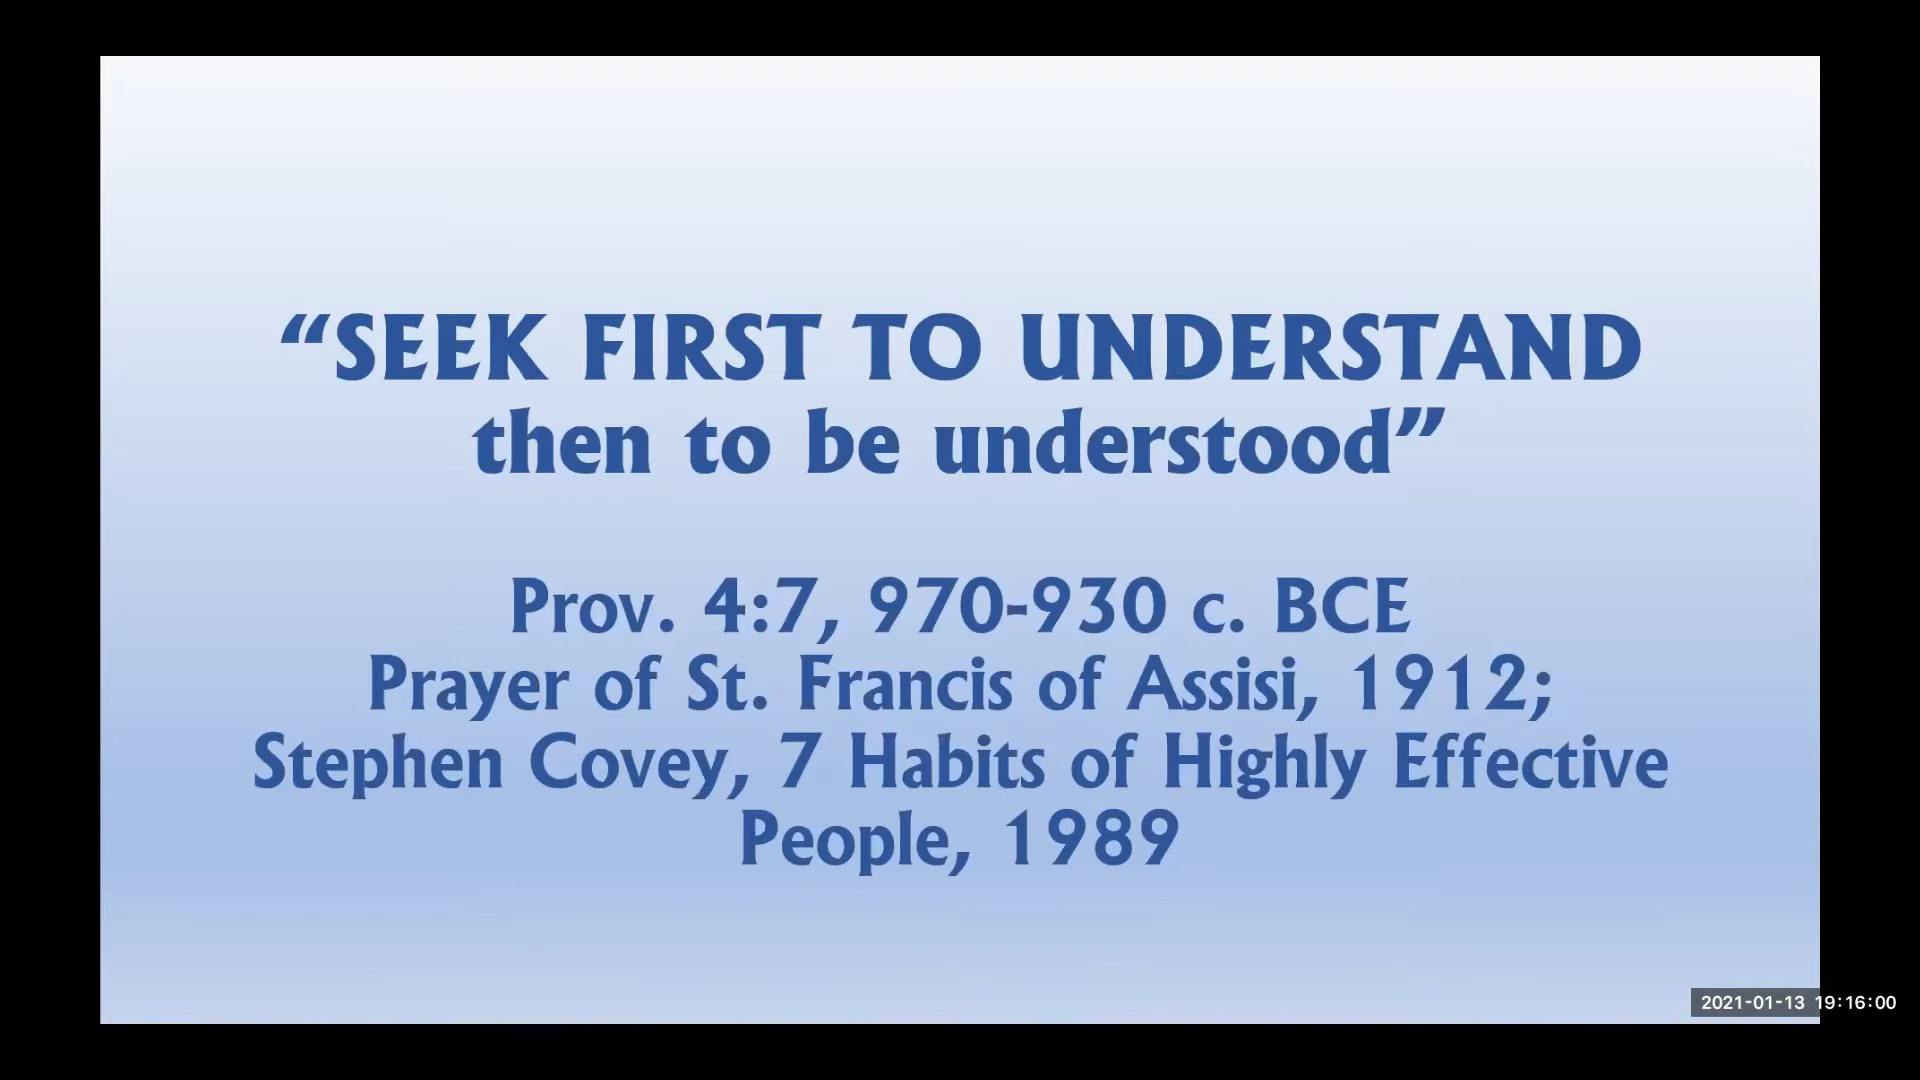 “SEEK FIRST TO UNDERSTAND
then to be understood”
Prov. 4:7, 970-930 c. BCE
Prayer of St. Francis of Assisi, 1912;
Stephen Covey, 7 Habits of Highly Effective
People, 1989
2021-01-13 19:16:00